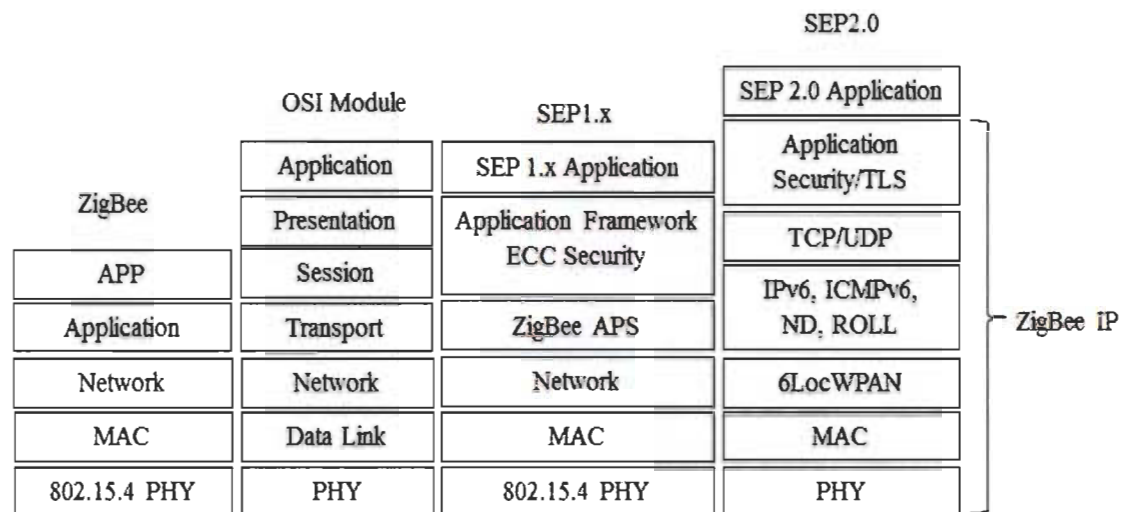 ZigBee
APP
Application
Network
MAC
802.15.4 PHY
OSI Module
Application
Presentation
Session
Transport
Network
Data Link
PHY
SEP1.x
SEP 1.x Application
Application Framework
ECC Security
ZigBee APS
Network
MAC
802.15.4 PHY
SEP2.0
SEP 2.0 Application
Application
Security/TLS
TCP/UDP
IPv6, ICMPv6,
ND, ROLL
6LocWPAN
MAC
PHY
ZigBee IP